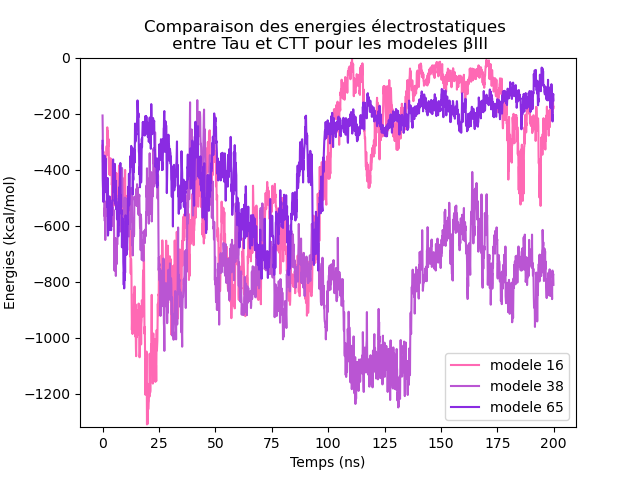 Comparaison des energies électrostatiques
entre Tau et CTT pour les modeles βIII
Energies (kcal/mol)
0
−200
−400
−600
−800
−1000
−1200
0 25 50 75 100 125 150 175 200
Temps (ns)
modele 16
modele 38
modele 65